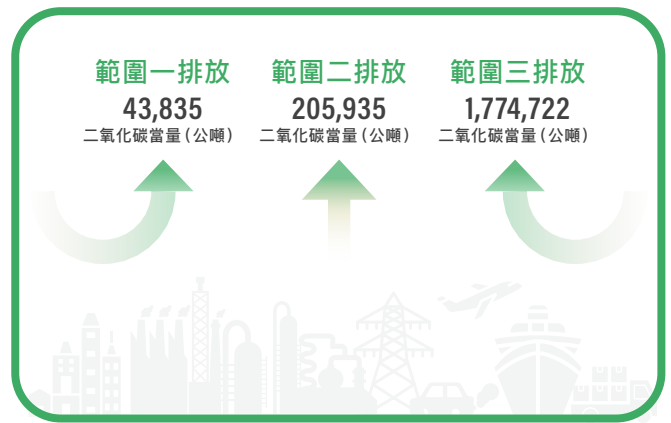 範圍一排放
43,835
二氧化碳當量（公噸）
範圍二排放
205,935
二氧化碳當量（公噸）
範圍三排放
1,774,722
二氧化碳當量（公噸）